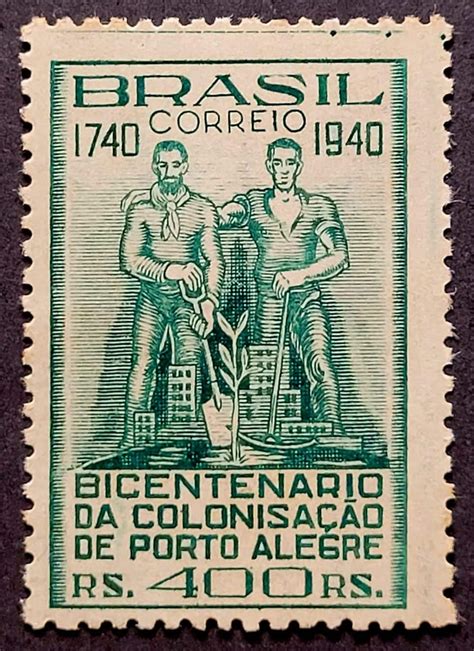 BRASIL
CORREIO
1740 1940
BICENTENARIO
DA COLONISAÇÃO
DE PORTO ALEGRE
RS. 400 RS.